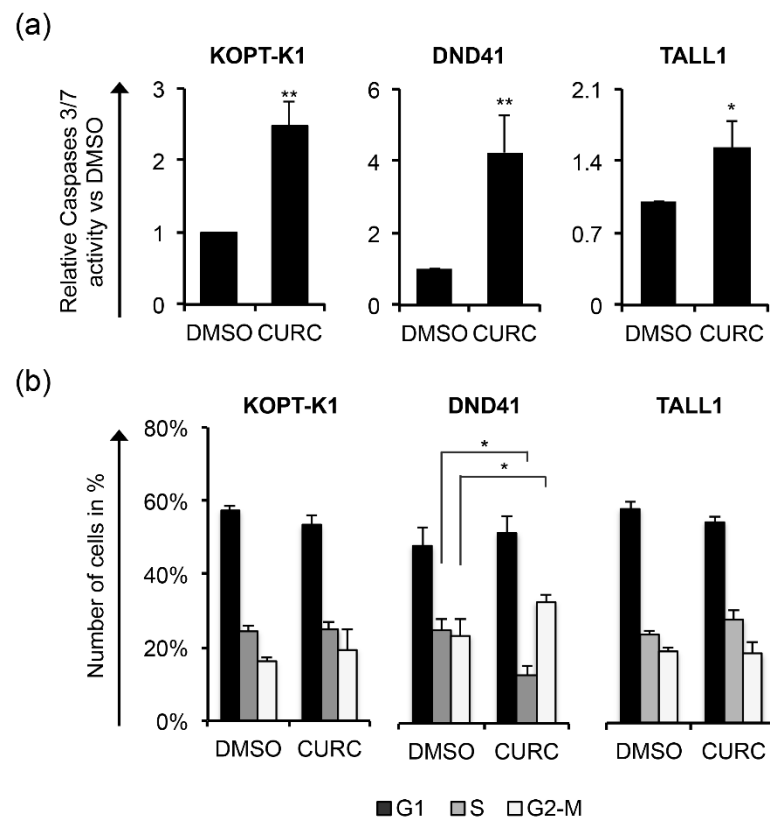 (a)
KOPT-K1 DND41 TALL1
Relative Caspases 3/7
activity vs DMSO
3
2
1
0
**
DMSO CURC
6
4
2
0
**
DMSO CURC
2.1
1.4
0.7
0
*
DMSO CURC
(b)
KOPT-K1 DND41 TALL1
Number of cells in %
80%
60%
40%
20%
0%
*
*
DMSO CURC DMSO CURC DMSO CURC
G1 S G2-M